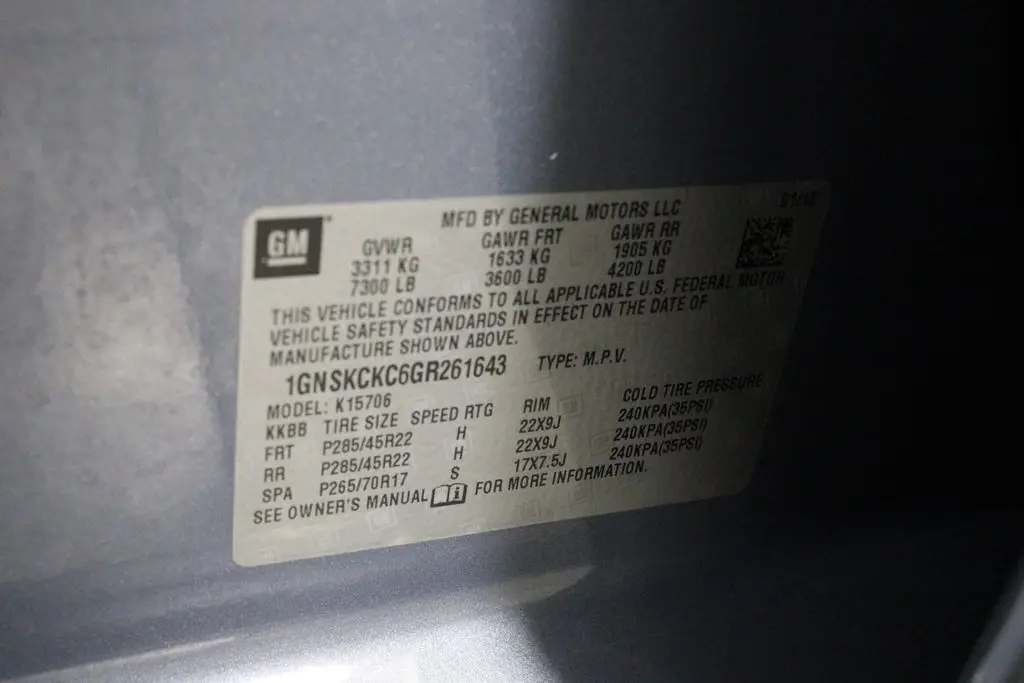 01/16
GM
MFD BY GENERAL MOTORS LLC
GVWR GAWR FRT GAWR RR
3311 KG 1633 KG 1905 KG
7300 LB 3600 LB 4200 LB
THIS VEHICLE CONFORMS TO ALL APPLICABLE U.S. FEDERAL MOTOR
VEHICLE SAFETY STANDARDS IN EFFECT ON THE DATE OF
MANUFACTURE SHOWN ABOVE.
1GNSKCKC6GR261643 TYPE: M.P.V.
MODEL: K15706
KKBB TIRE SIZE SPEED RTG RIM COLD TIRE PRESSURE
FRT P285/45R22 H 22X9J 240KPA(35PSI)
RR P285/45R22 H 22X9J 240KPA(35PSI)
SPA P265/70R17 S 17X7.5J 240KPA(35PSI)
SEE OWNER'S MANUAL FOR MORE INFORMATION.